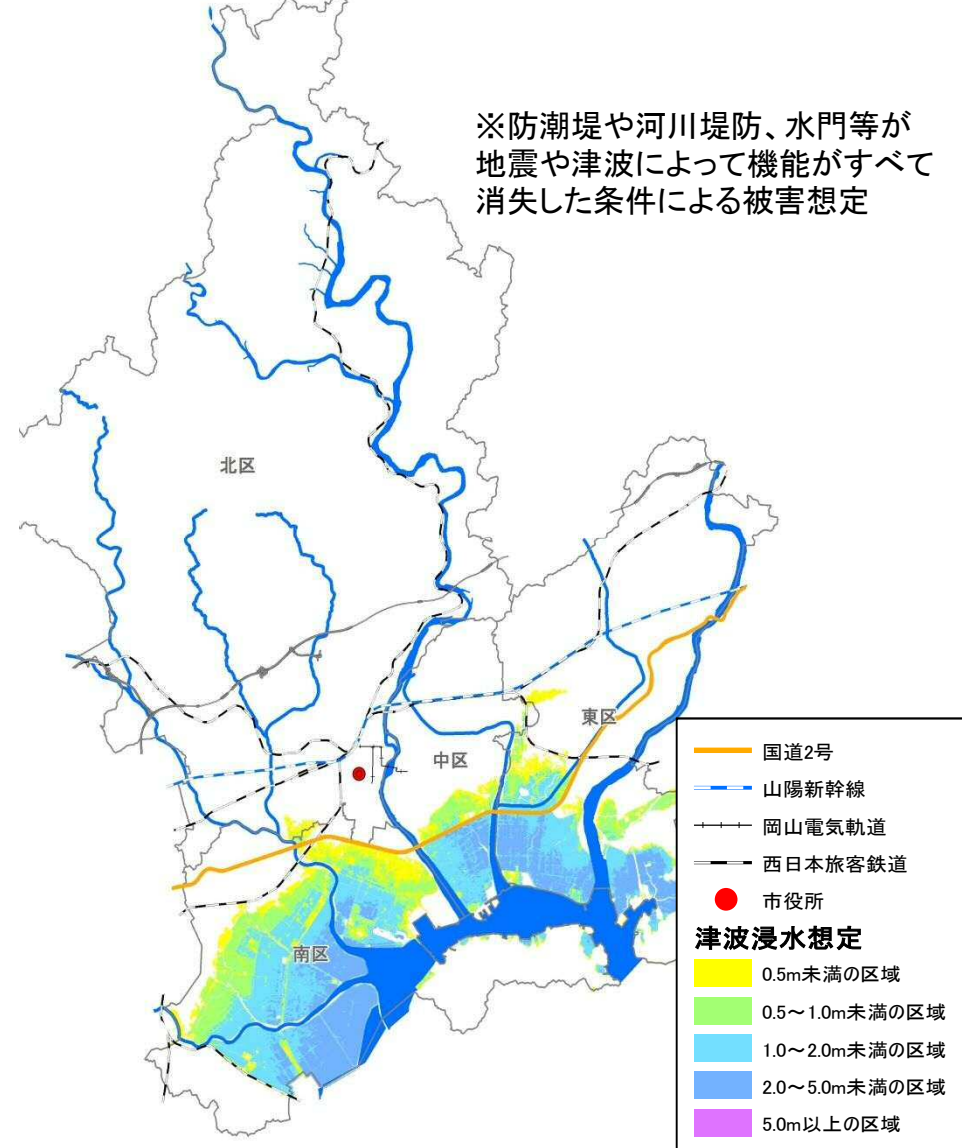 ※防潮堤や河川堤防、水門等が
地震や津波によって機能がすべて
消失した条件による被害想定
北区
東区
中区
南区
国道2号
山陽新幹線
岡山電気軌道
西日本旅客鉄道
市役所
津波浸水想定
0.5m未満の区域
0.5～1.0m未満の区域
1.0～2.0m未満の区域
2.0～5.0m未満の区域
5.0m以上の区域